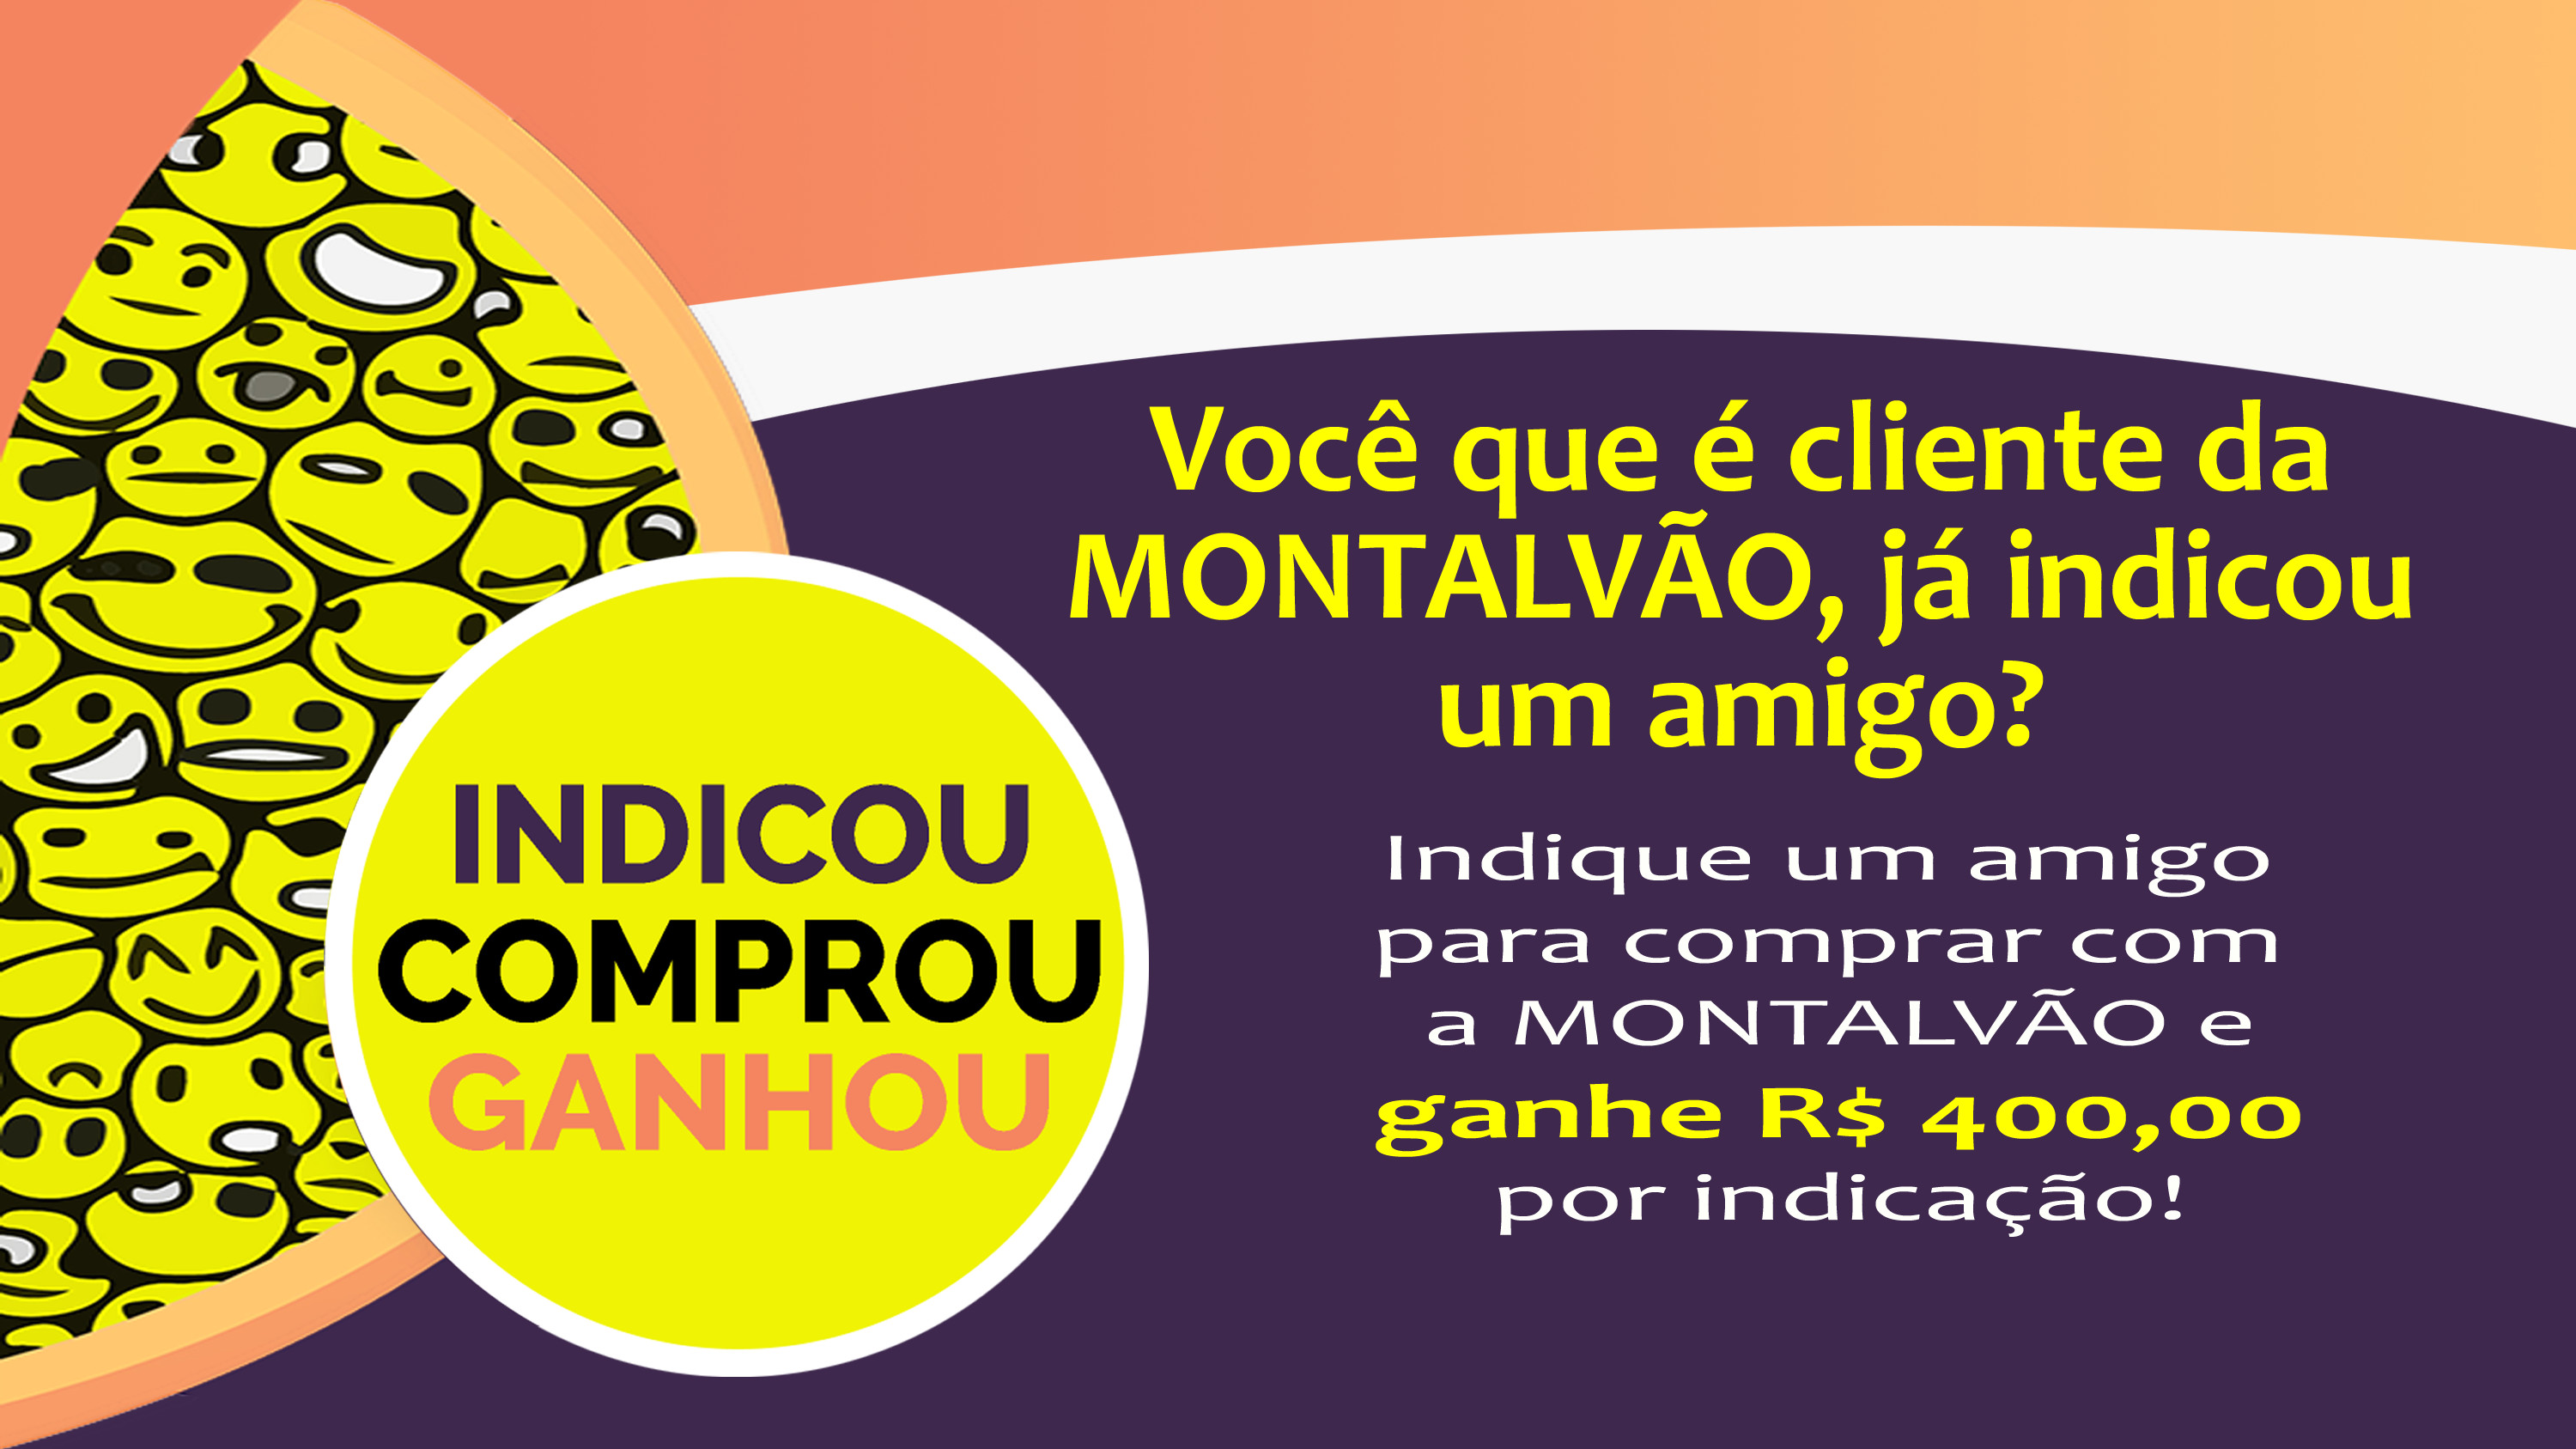 Você que é cliente da
MONTALVÃO, já indicou
um amigo?
INDICOU
COMPROU
GANHOU
Indique um amigo
para comprar com
a MONTALVÃO e
ganhe R$ 400,00
por indicação!